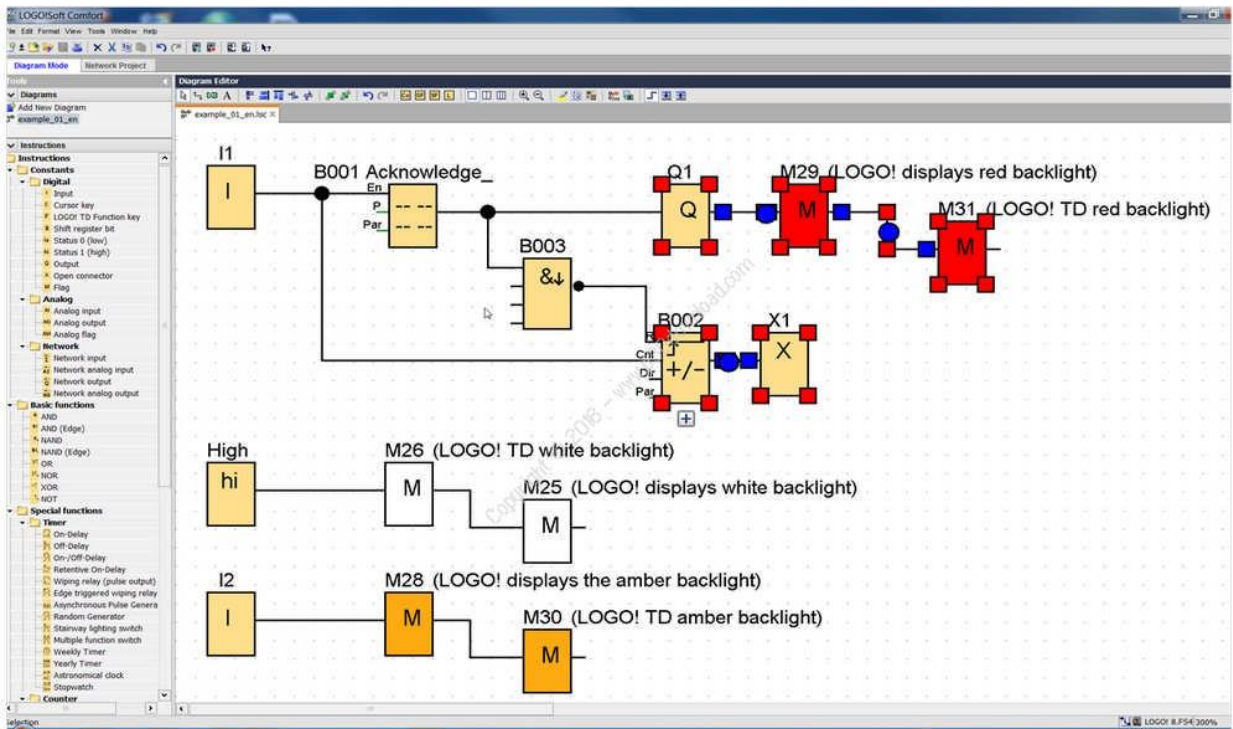 LOGO!Soft Comfort
File Edit Format View Tools Window Help
Diagram Mode Network Project
Tools
Diagrams
Add New Diagram
example_01_en
Instructions
Instructions
Constants
Digital
Input
Cursor key
LOGO! TD Function key
Shift register bit
Status 0 (low)
Status 1 (high)
Output
Open connector
Flag
Analog
Analog input
Analog output
Analog flag
Network
Network input
Network analog input
Network output
Network analog output
Basic functions
AND
AND (Edge)
NAND
NAND (Edge)
OR
NOR
XOR
NOT
Special functions
Timer
On-Delay
Off-Delay
On-/Off-Delay
Retentive On-Delay
Wiping relay (pulse output)
Edge triggered wiping relay
Asynchronous Pulse Genera
Random Generator
Stairway lighting switch
Multiple function switch
Weekly Timer
Yearly Timer
Astronomical clock
Stopwatch
Counter
Diagram Editor
example_01_en.lsc
I1
I
B001 Acknowledge_
En
P
Par
Q1
Q
M29 (LOGO! displays red backlight)
M
M31 (LOGO! TD red backlight)
M
B003
&↓
B002
R
Cnt
Dir
Par
+/-
X1
X
High
hi
M26 (LOGO! TD white backlight)
M
M25 (LOGO! displays white backlight)
M
I2
I
M28 (LOGO! displays the amber backlight)
M
M30 (LOGO! TD amber backlight)
M
Selection
LOGO! 8.FS4 300%